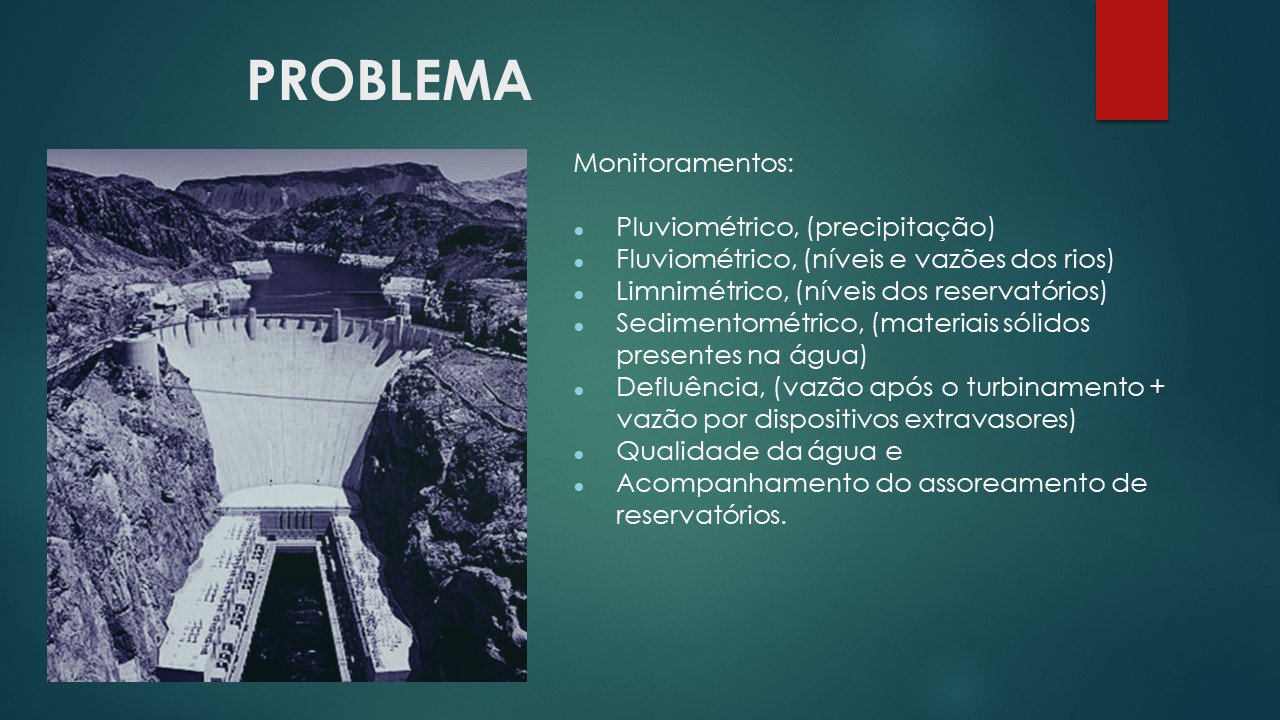 PROBLEMA
Monitoramentos:
● Pluviométrico, (precipitação)
● Fluviométrico, (níveis e vazões dos rios)
● Limnimétrico, (níveis dos reservatórios)
● Sedimentométrico, (materiais sólidos
presentes na água)
● Defluência, (vazão após o turbinamento +
vazão por dispositivos extravasores)
● Qualidade da água e
● Acompanhamento do assoreamento de
reservatórios.